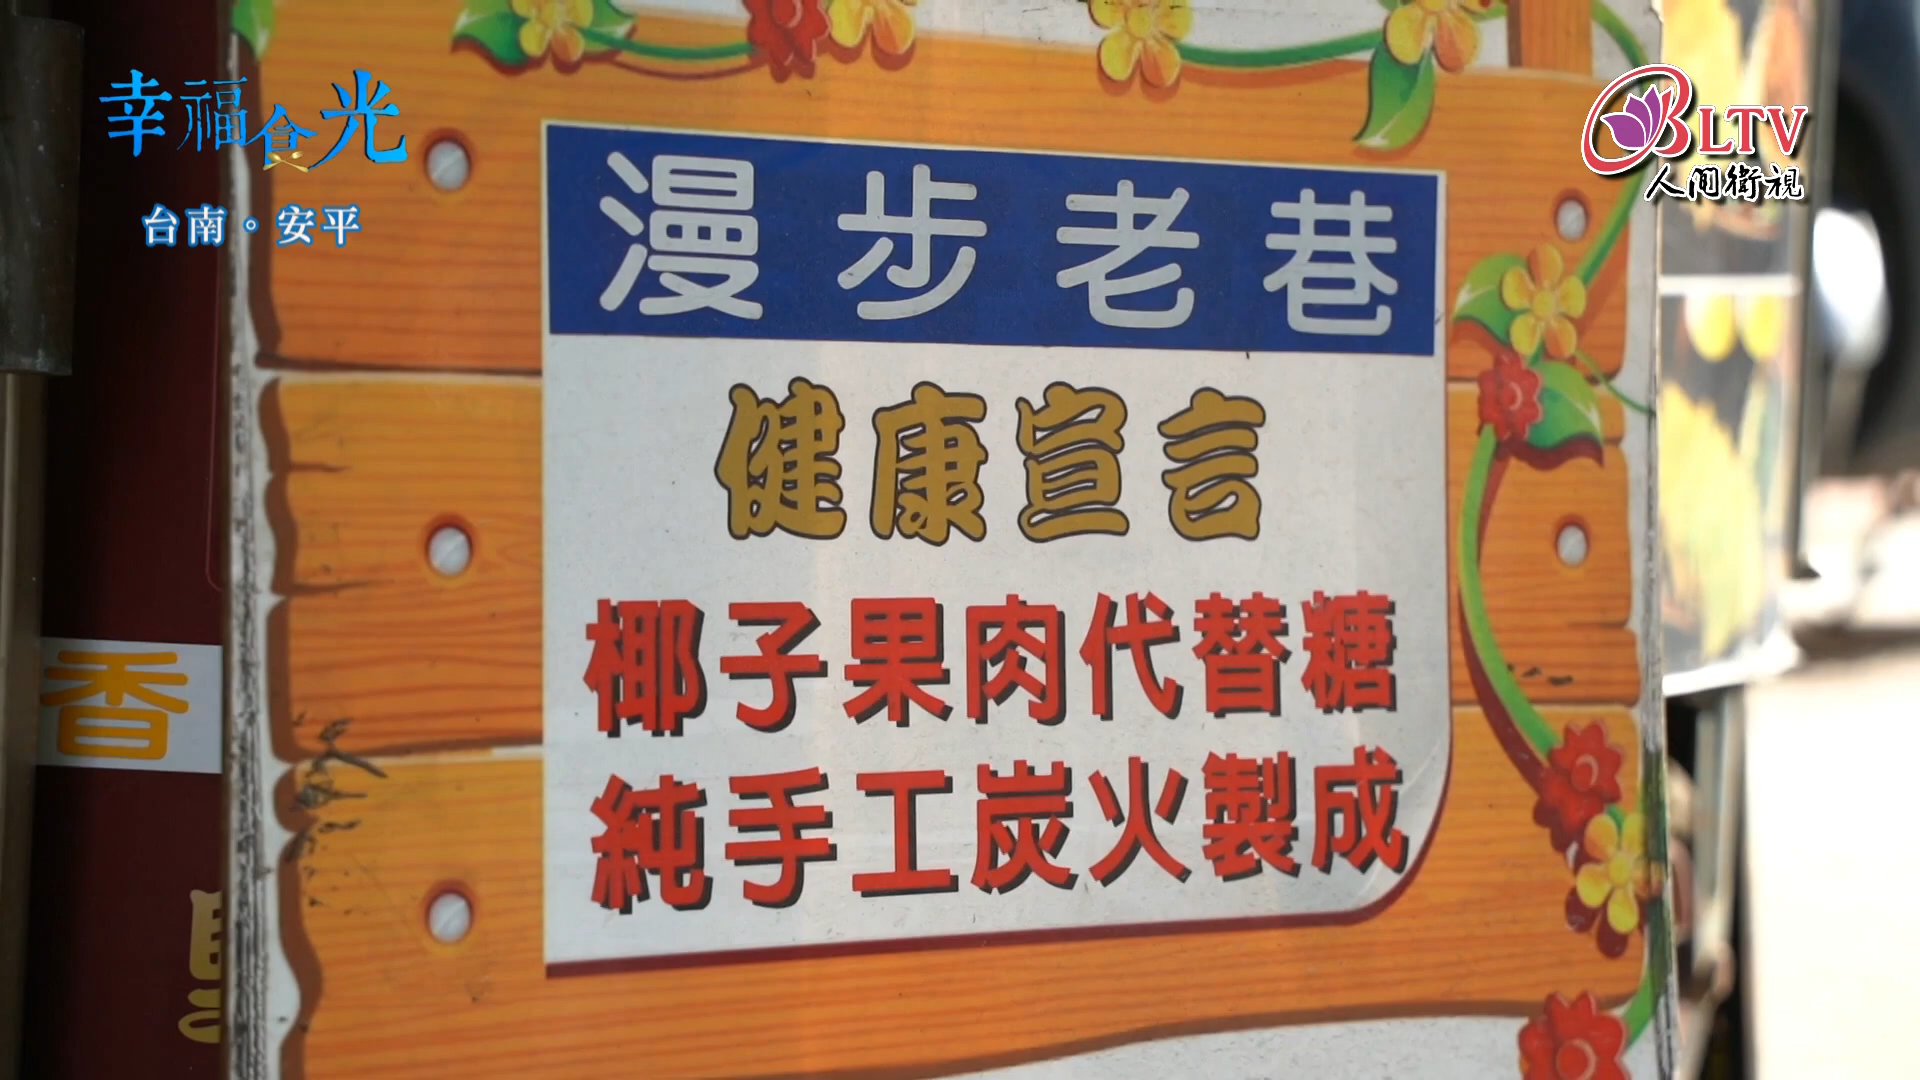 幸福食光
台南。安平
BLTV
人間衛視
漫步老巷
健康宣言
椰子果肉代替糖
純手工炭火製成
香